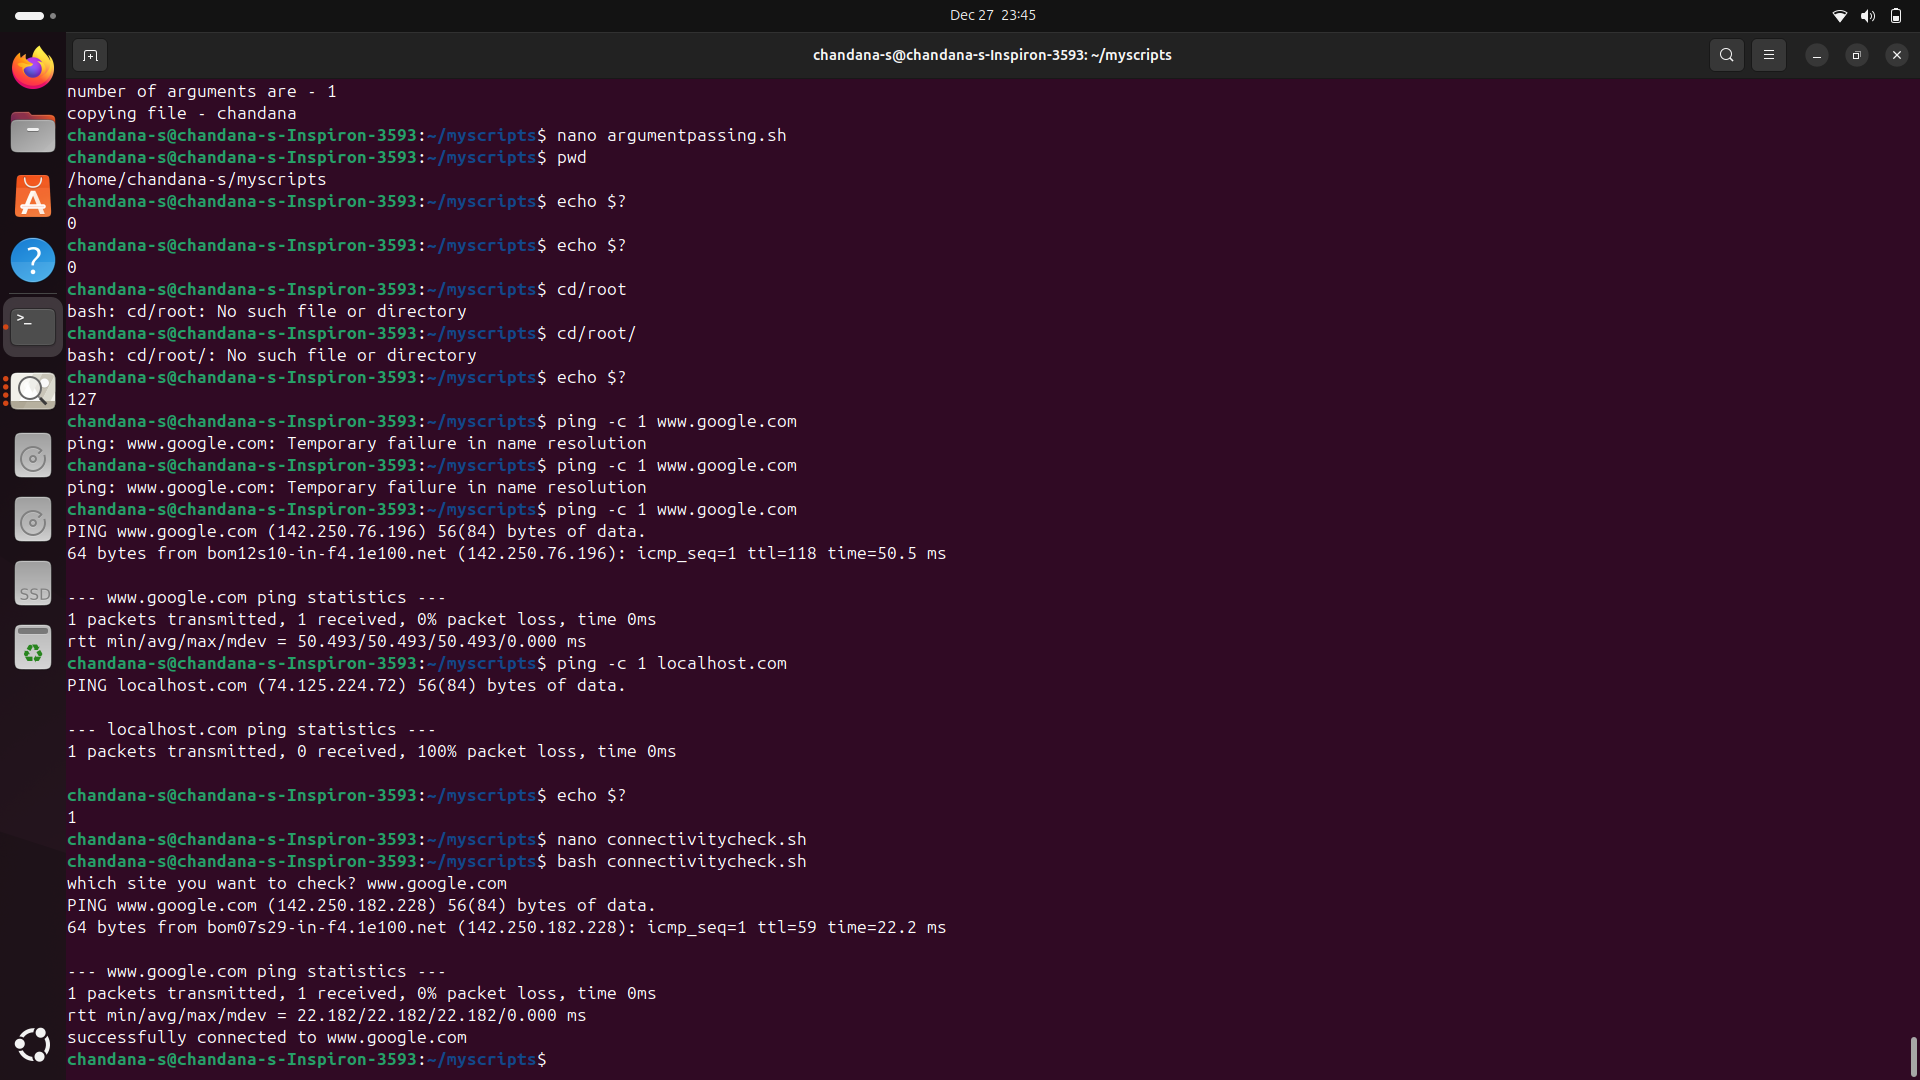 Dec 27 23:45
chandana-s@chandana-s-Inspiron-3593: ~/myscripts
number of arguments are - 1
copying file - chandana
chandana-s@chandana-s-Inspiron-3593:~/myscripts$ nano argumentpassing.sh
chandana-s@chandana-s-Inspiron-3593:~/myscripts$ pwd
/home/chandana-s/myscripts
chandana-s@chandana-s-Inspiron-3593:~/myscripts$ echo $?
0
chandana-s@chandana-s-Inspiron-3593:~/myscripts$ echo $?
0
chandana-s@chandana-s-Inspiron-3593:~/myscripts$ cd/root
bash: cd/root: No such file or directory
chandana-s@chandana-s-Inspiron-3593:~/myscripts$ cd/root/
bash: cd/root/: No such file or directory
chandana-s@chandana-s-Inspiron-3593:~/myscripts$ echo $?
127
chandana-s@chandana-s-Inspiron-3593:~/myscripts$ ping -c 1 www.google.com
ping: www.google.com: Temporary failure in name resolution
chandana-s@chandana-s-Inspiron-3593:~/myscripts$ ping -c 1 www.google.com
ping: www.google.com: Temporary failure in name resolution
chandana-s@chandana-s-Inspiron-3593:~/myscripts$ ping -c 1 www.google.com
PING www.google.com (142.250.76.196) 56(84) bytes of data.
64 bytes from bom12s10-in-f4.1e100.net (142.250.76.196): icmp_seq=1 ttl=118 time=50.5 ms
--- www.google.com ping statistics ---
1 packets transmitted, 1 received, 0% packet loss, time 0ms
rtt min/avg/max/mdev = 50.493/50.493/50.493/0.000 ms
chandana-s@chandana-s-Inspiron-3593:~/myscripts$ ping -c 1 localhost.com
PING localhost.com (74.125.224.72) 56(84) bytes of data.
--- localhost.com ping statistics ---
1 packets transmitted, 0 received, 100% packet loss, time 0ms
chandana-s@chandana-s-Inspiron-3593:~/myscripts$ echo $?
1
chandana-s@chandana-s-Inspiron-3593:~/myscripts$ nano connectivitycheck.sh
chandana-s@chandana-s-Inspiron-3593:~/myscripts$ bash connectivitycheck.sh
which site you want to check? www.google.com
PING www.google.com (142.250.182.228) 56(84) bytes of data.
64 bytes from bom07s29-in-f4.1e100.net (142.250.182.228): icmp_seq=1 ttl=59 time=22.2 ms
--- www.google.com ping statistics ---
1 packets transmitted, 1 received, 0% packet loss, time 0ms
rtt min/avg/max/mdev = 22.182/22.182/22.182/0.000 ms
successfully connected to www.google.com
chandana-s@chandana-s-Inspiron-3593:~/myscripts$
SSD